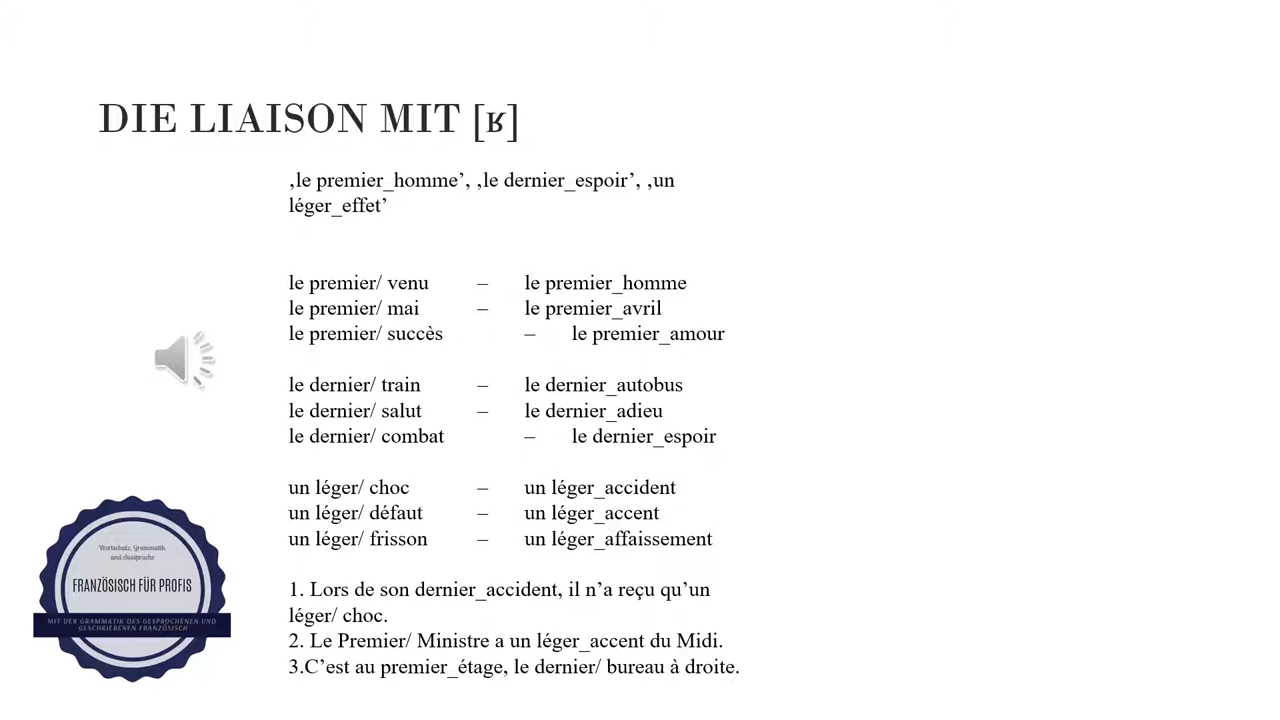 DIE LIAISON MIT [ʁ]
‚le premier_homme’, ‚le dernier_espoir’, ‚un
léger_effet’
le premier/ venu – le premier_homme
le premier/ mai – le premier_avril
le premier/ succès – le premier_amour
le dernier/ train – le dernier_autobus
le dernier/ salut – le dernier_adieu
le dernier/ combat – le dernier_espoir
un léger/ choc – un léger_accident
un léger/ défaut – un léger_accent
un léger/ frisson – un léger_affaissement
1. Lors de son dernier_accident, il n’a reçu qu’un
léger/ choc.
2. Le Premier/ Ministre a un léger_accent du Midi.
3.C’est au premier_étage, le dernier/ bureau à droite.
Wortschatz, Grammatik
und Aussprache
FRANZÖSISCH FÜR PROFIS
MIT DER GRAMMATIK DES GESPROCHENEN UND
GESCHRIEBENEN FRANZÖSISCH